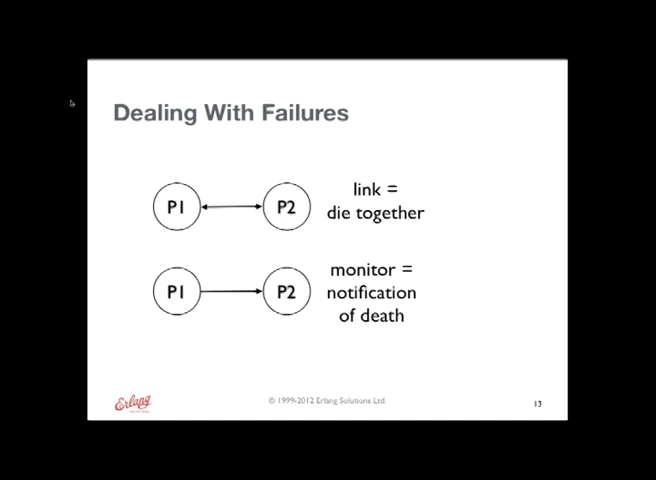 Dealing With Failures
P1 P2
link =
die together
P1 P2
monitor =
notification
of death
Erlang
SOLUTIONS
© 1999-2012 Erlang Solutions Ltd.
13